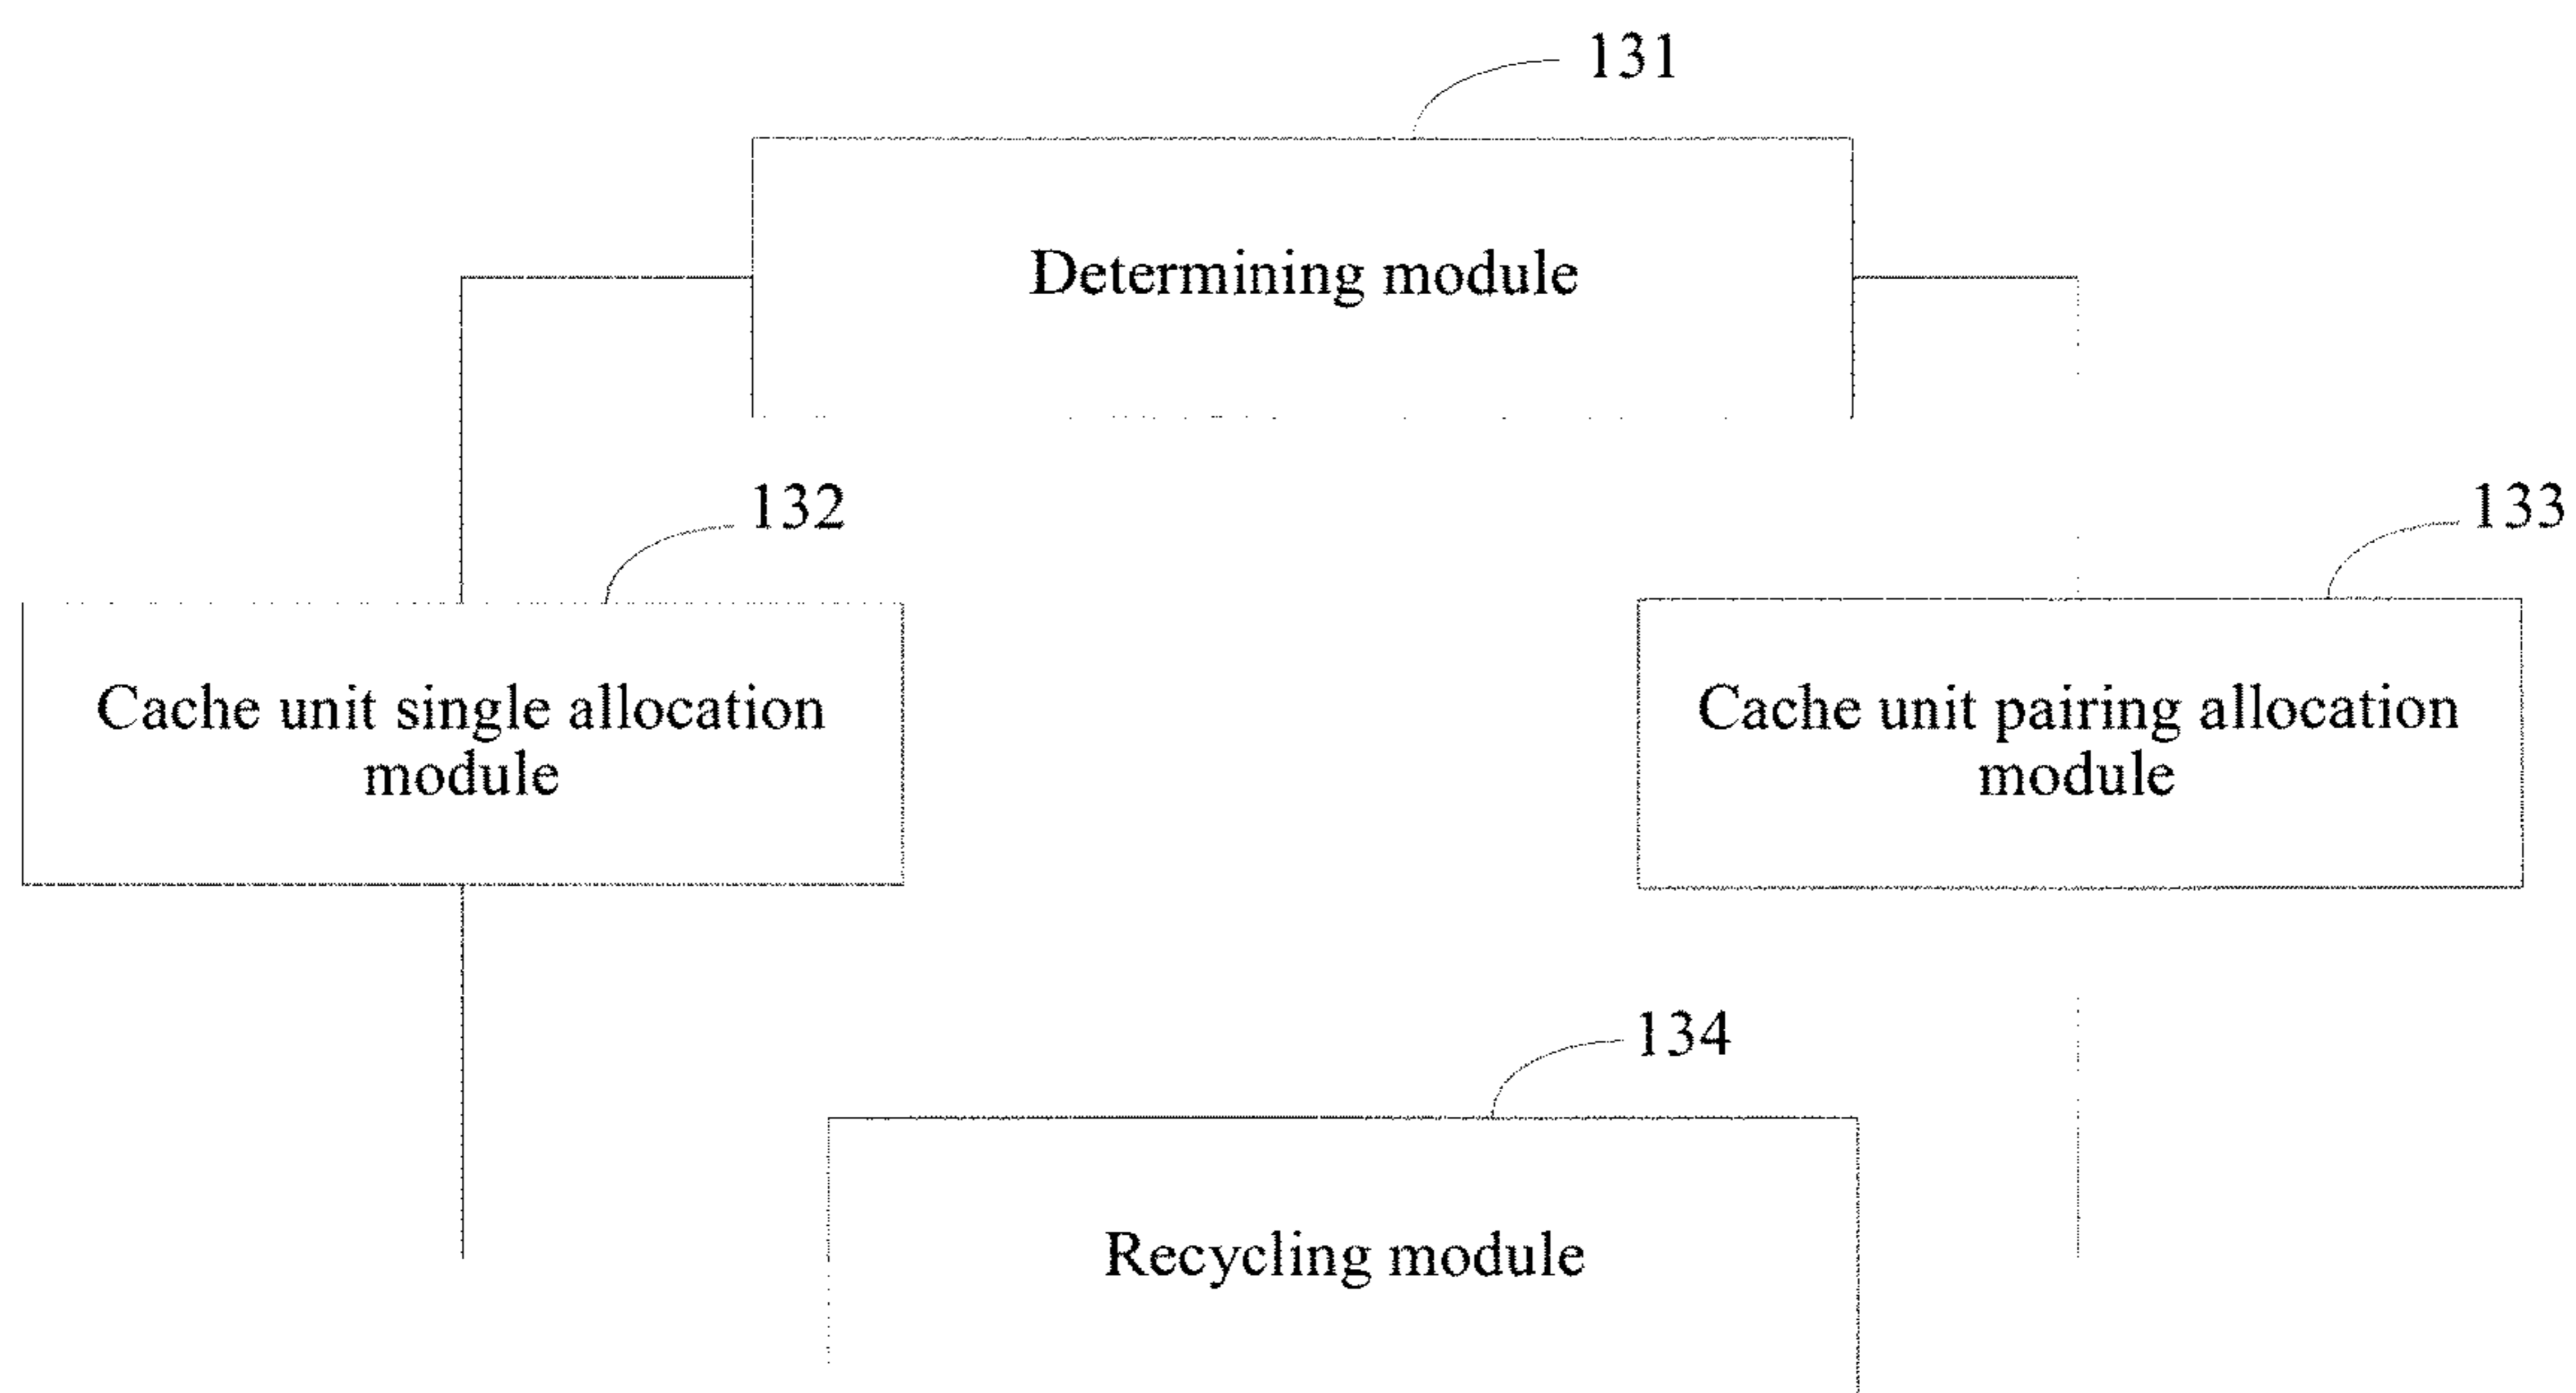 131
Determining module
132
133
Cache unit single allocation
module
Cache unit pairing allocation
module
134
Recycling module